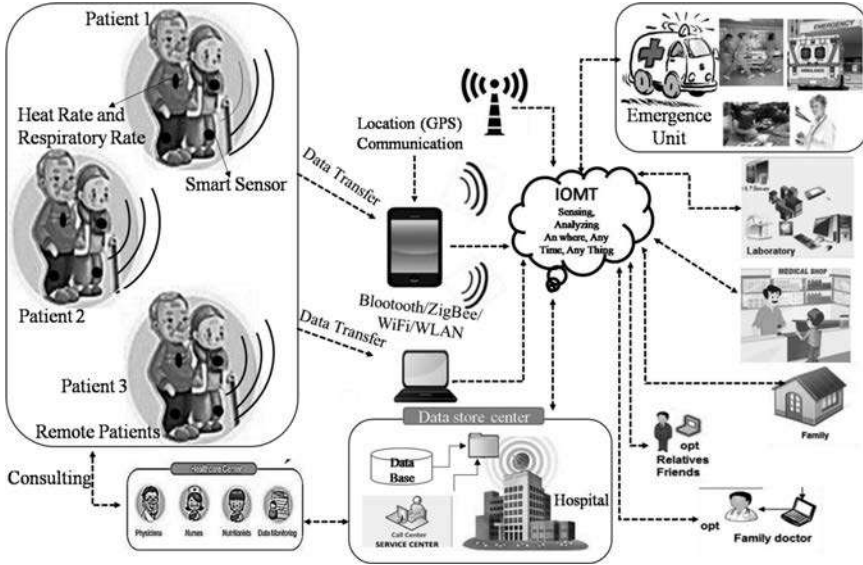 Patient 1
Heat Rate and
Respiratory Rate
Smart Sensor
Patient 2
Patient 3
Remote Patients
Data Transfer
Data Transfer
Location (GPS)
Communication
Blootooth/ZigBee/
WiFi/WLAN
IOMT
Sensing,
Analyzing
An where, Any
Time, Any Thing
EMERGENCY
AMBULANCE
Emergence
Unit
Laboratory
MEDICAL SHOP
Family
opt
Relatives
Friends
opt
Family doctor
Consulting
Healthcare Center
Physicians
Nurses
Nutritionists
Data Monitoring
Data store center
Data
Base
Call Center
SERVICE CENTER
Hospital